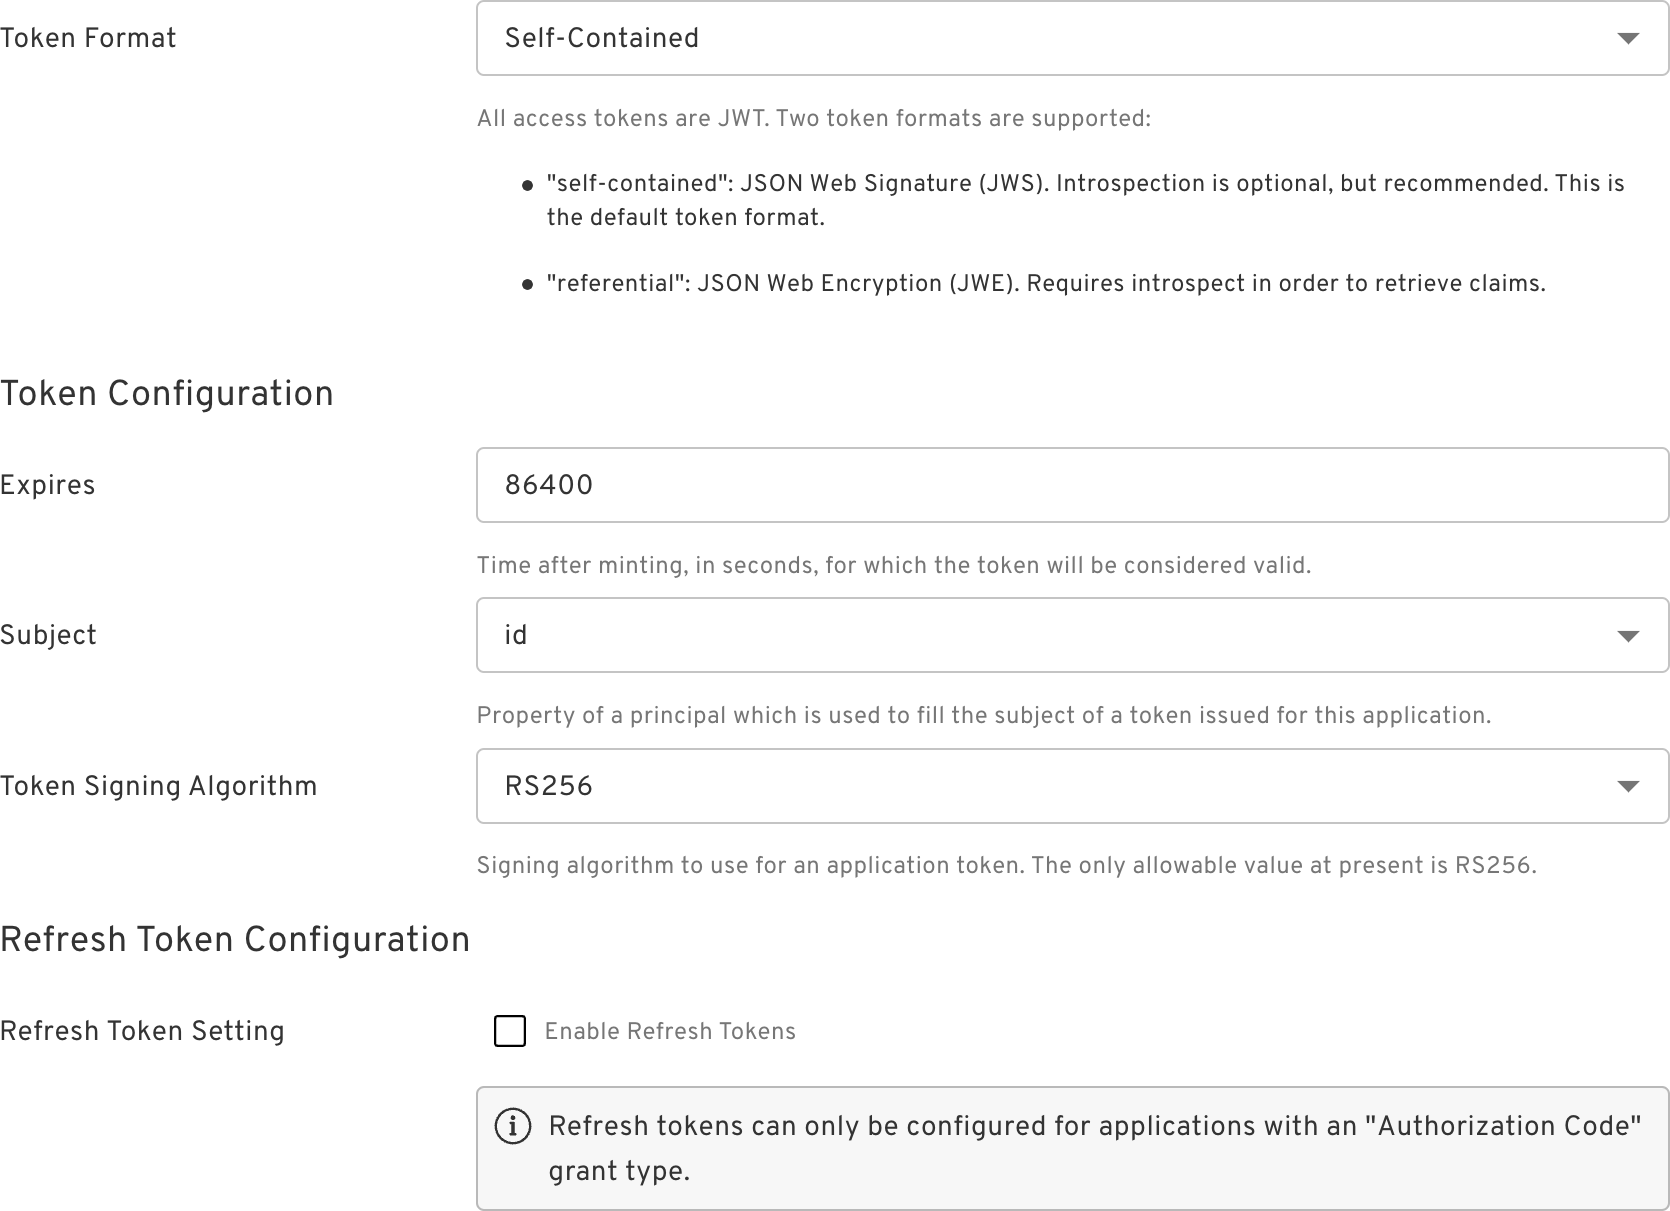 Token Format
Self-Contained
All access tokens are JWT. Two token formats are supported:
"self-contained": JSON Web Signature (JWS). Introspection is optional, but recommended. This is
the default token format.
"referential": JSON Web Encryption (JWE). Requires introspect in order to retrieve claims.
Token Configuration
Expires
86400
Time after minting, in seconds, for which the token will be considered valid.
Subject
id
Property of a principal which is used to fill the subject of a token issued for this application.
Token Signing Algorithm
RS256
Signing algorithm to use for an application token. The only allowable value at present is RS256.
Refresh Token Configuration
Refresh Token Setting
Enable Refresh Tokens
Refresh tokens can only be configured for applications with an "Authorization Code"
grant type.